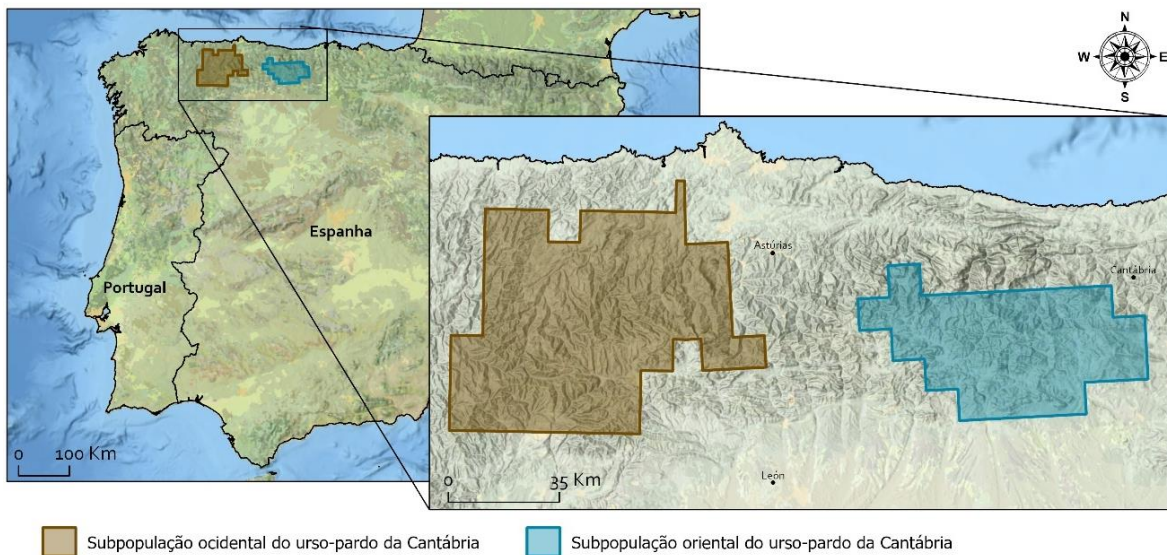 N
W E
S
Espanha
Portugal
0 100 Km
Astúrias
Cantábria
León
0 35 Km
Subpopulação ocidental do urso-pardo da Cantábria
Subpopulação oriental do urso-pardo da Cantábria